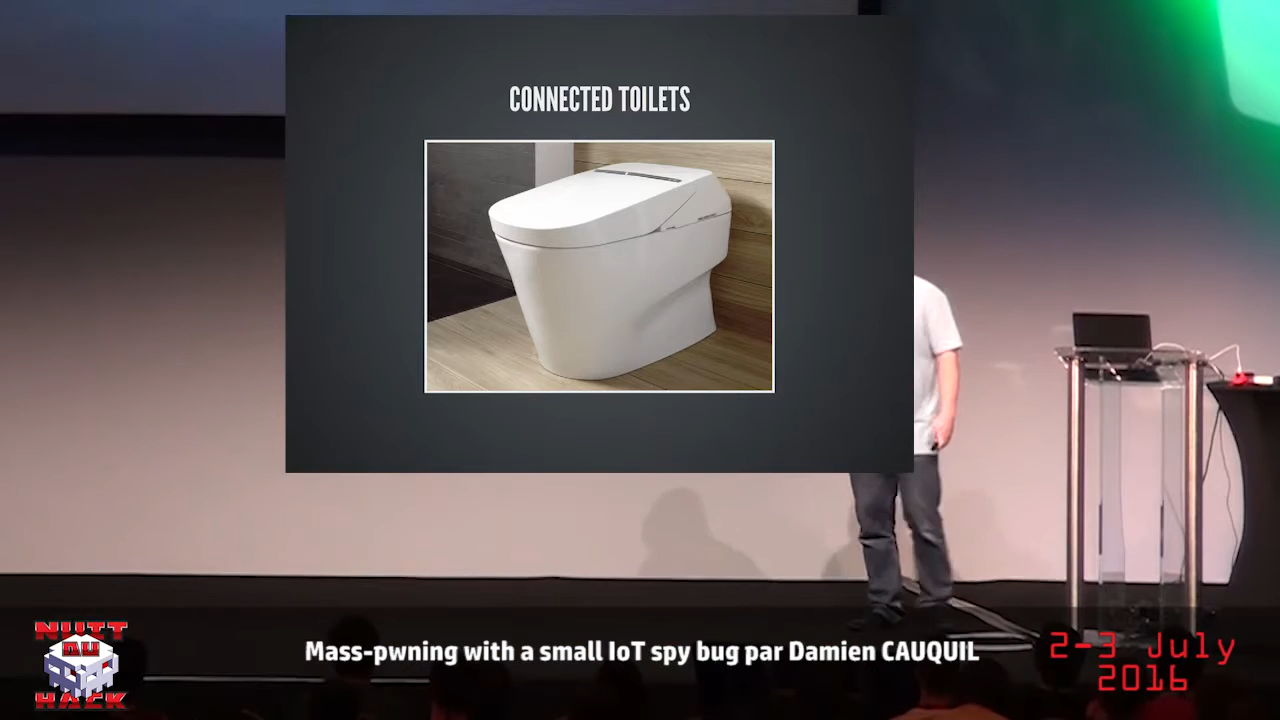 CONNECTED TOILETS
Mass-pwning with a small IoT spy bug par Damien CAUQUIL
NUIT
DU
HACK
2-3 July
2016